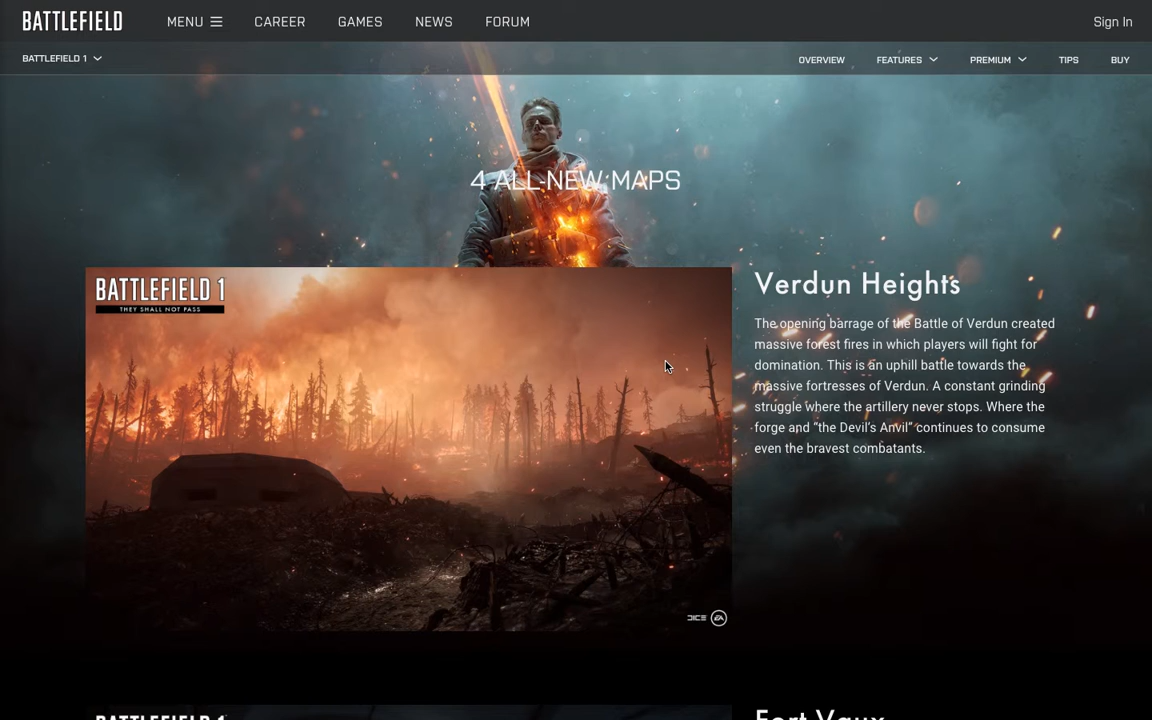 BATTLEFIELD MENU CAREER GAMES NEWS FORUM Sign In
BATTLEFIELD 1 OVERVIEW FEATURES PREMIUM TIPS BUY
4 ALL-NEW MAPS
BATTLEFIELD 1
THEY SHALL NOT PASS
DICE EA
Verdun Heights
The opening barrage of the Battle of Verdun created
massive forest fires in which players will fight for
domination. This is an uphill battle towards the
massive fortresses of Verdun. A constant grinding
struggle where the artillery never stops. Where the
forge and “the Devil’s Anvil” continues to consume
even the bravest combatants.
BATTLEFIELD 1
Fort Vaux